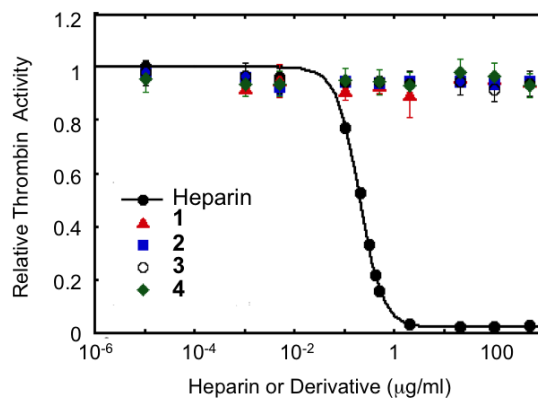 1.2
1
0.8
0.6
0.4
0.2
0
Relative Thrombin Activity
Heparin
1
2
3
4
10⁻⁶ 10⁻⁴ 10⁻² 1 100
Heparin or Derivative (μg/ml)